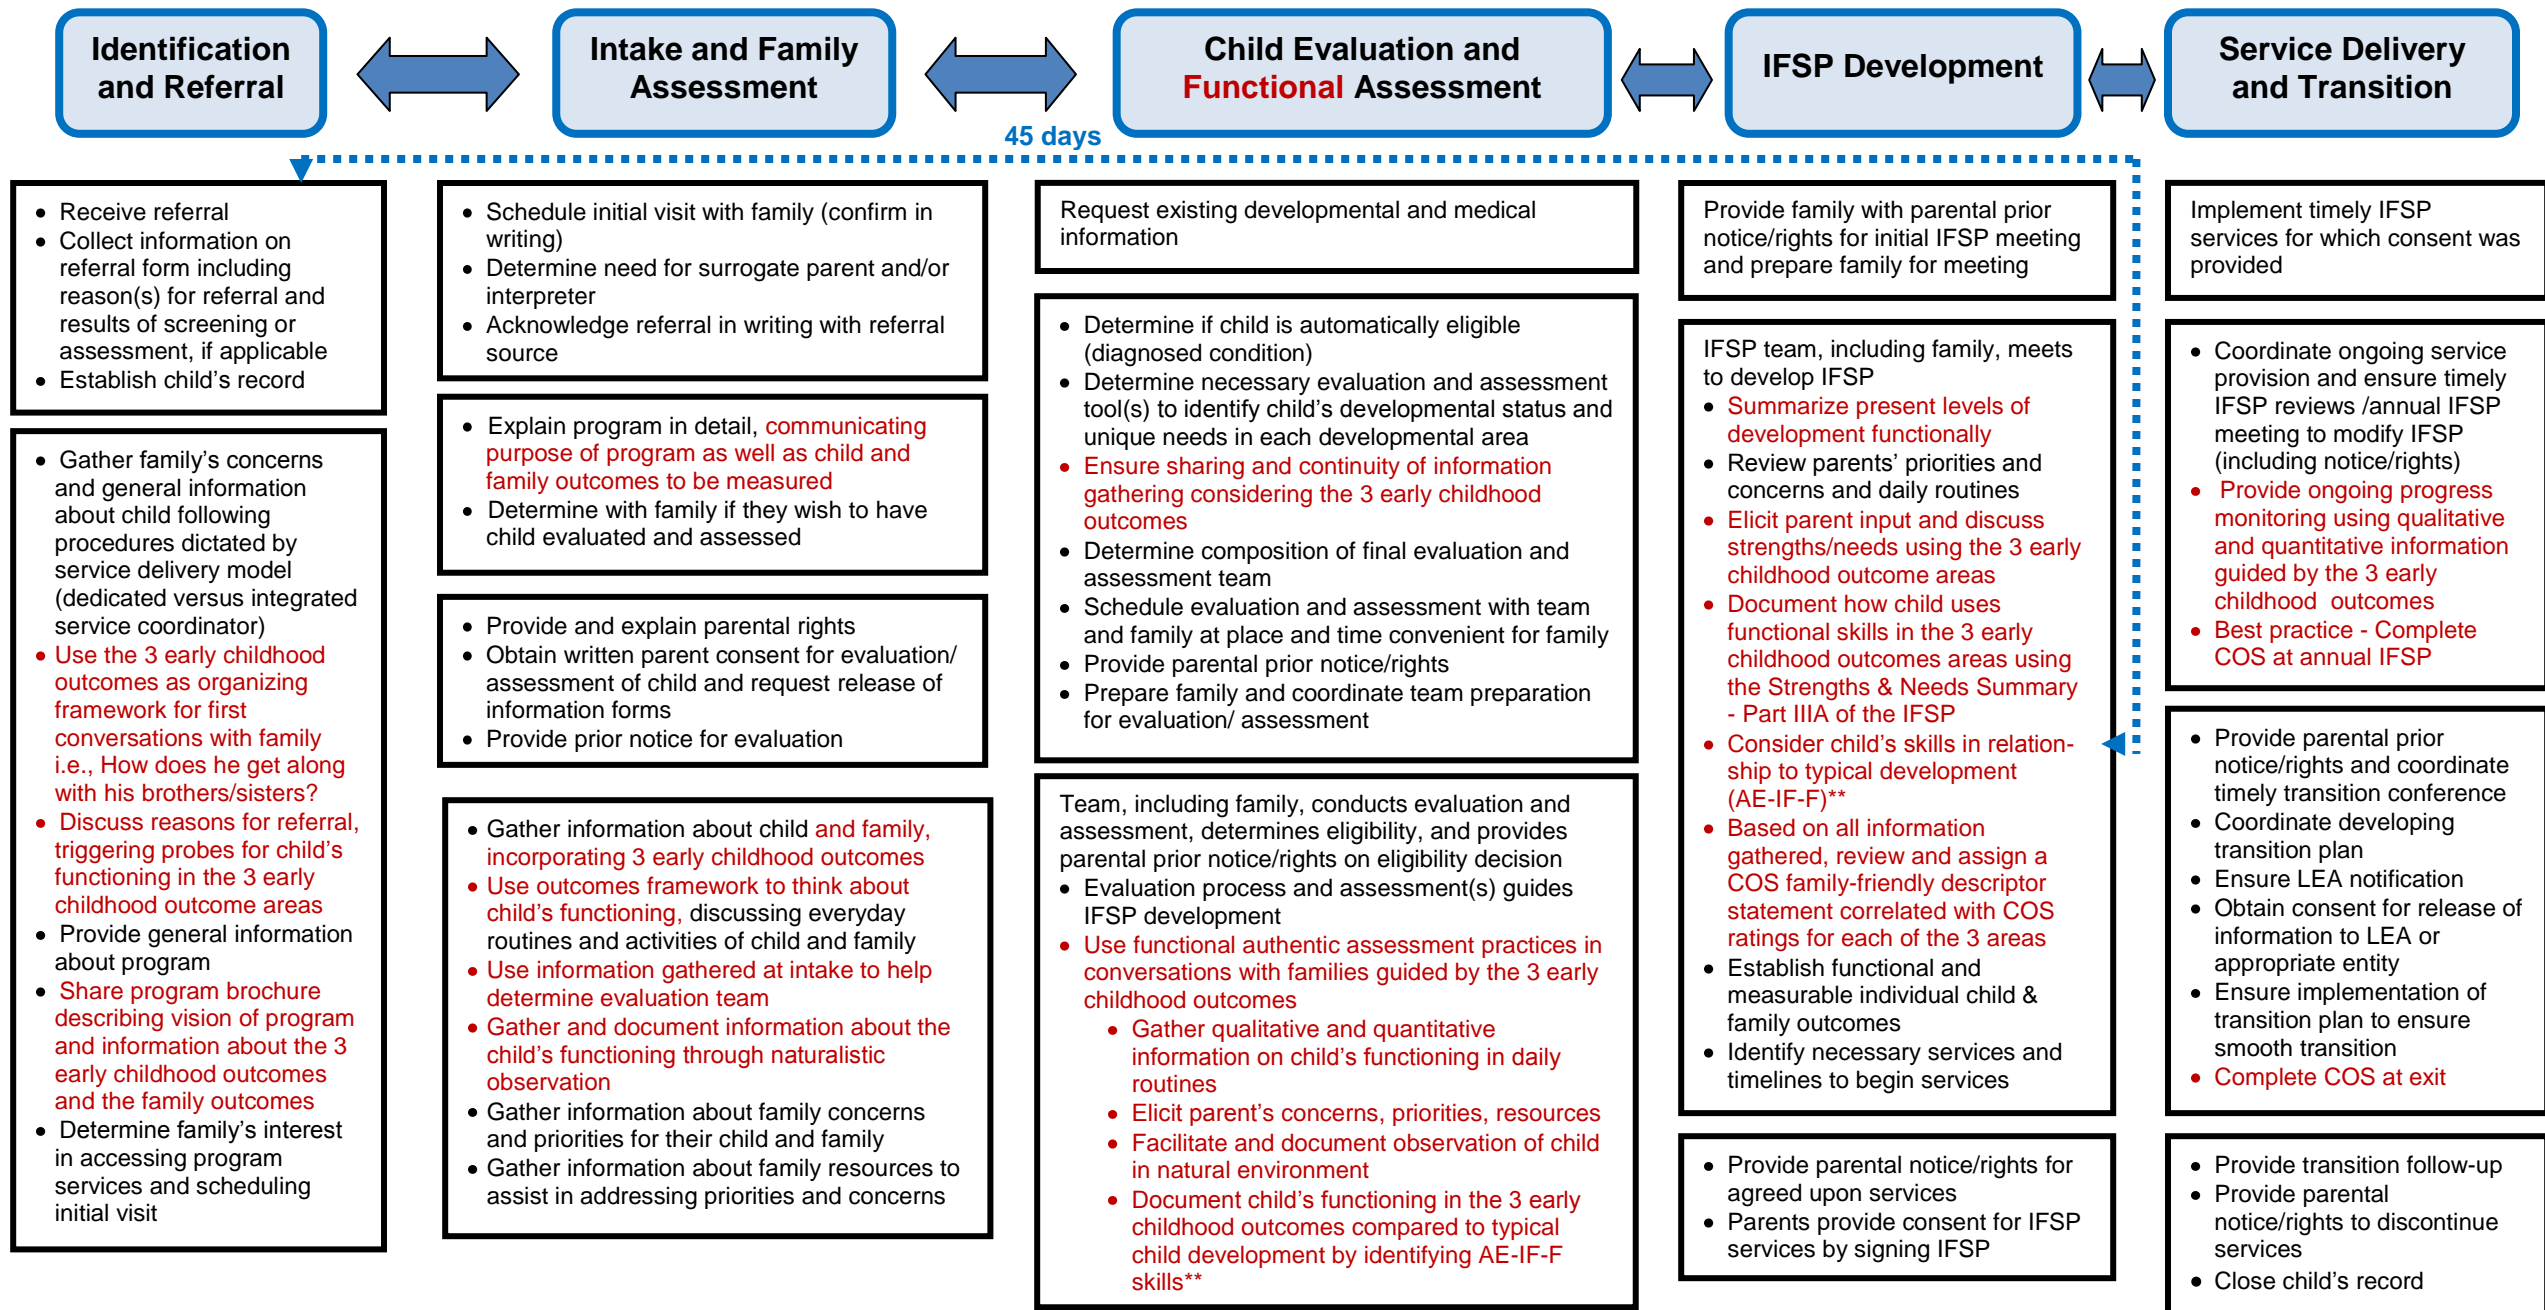 Identification
and Referral
Intake and Family
Assessment
Child Evaluation and
Functional Assessment
IFSP Development
Service Delivery
and Transition
45 days
• Receive referral
• Collect information on
referral form including
reason(s) for referral and
results of screening or
assessment, if applicable
• Establish child's record
• Gather family's concerns
and general information
about child following
procedures dictated by
service delivery model
(dedicated versus integrated
service coordinator)
• Use the 3 early childhood
outcomes as organizing
framework for first
conversations with family
i.e., How does he get along
with his brothers/sisters?
• Discuss reasons for referral,
triggering probes for child's
functioning in the 3 early
childhood outcome areas
• Provide general information
about program
• Share program brochure
describing vision of program
and information about the 3
early childhood outcomes
and the family outcomes
• Determine family's interest
in accessing program
services and scheduling
initial visit
• Schedule initial visit with family (confirm in
writing)
• Determine need for surrogate parent and/or
interpreter
• Acknowledge referral in writing with referral
source
• Explain program in detail, communicating
purpose of program as well as child and
family outcomes to be measured
• Determine with family if they wish to have
child evaluated and assessed
• Provide and explain parental rights
• Obtain written parent consent for evaluation/
assessment of child and request release of
information forms
• Provide prior notice for evaluation
• Gather information about child and family,
incorporating 3 early childhood outcomes
• Use outcomes framework to think about
child's functioning, discussing everyday
routines and activities of child and family
• Use information gathered at intake to help
determine evaluation team
• Gather and document information about the
child's functioning through naturalistic
observation
• Gather information about family concerns
and priorities for their child and family
• Gather information about family resources to
assist in addressing priorities and concerns
Request existing developmental and medical
information
• Determine if child is automatically eligible
(diagnosed condition)
• Determine necessary evaluation and assessment
tool(s) to identify child's developmental status and
unique needs in each developmental area
• Ensure sharing and continuity of information
gathering considering the 3 early childhood
outcomes
• Determine composition of final evaluation and
assessment team
• Schedule evaluation and assessment with team
and family at place and time convenient for family
• Provide parental prior notice/rights
• Prepare family and coordinate team preparation
for evaluation/ assessment
Team, including family, conducts evaluation and
assessment, determines eligibility, and provides
parental prior notice/rights on eligibility decision
• Evaluation process and assessment(s) guides
IFSP development
• Use functional authentic assessment practices in
conversations with families guided by the 3 early
childhood outcomes
• Gather qualitative and quantitative
information on child's functioning in daily
routines
• Elicit parent's concerns, priorities, resources
• Facilitate and document observation of child
in natural environment
• Document child's functioning in the 3 early
childhood outcomes compared to typical
child development by identifying AE-IF-F
skills**
Provide family with parental prior
notice/rights for initial IFSP meeting
and prepare family for meeting
IFSP team, including family, meets
to develop IFSP
• Summarize present levels of
development functionally
• Review parents' priorities and
concerns and daily routines
• Elicit parent input and discuss
strengths/needs using the 3 early
childhood outcome areas
• Document how child uses
functional skills in the 3 early
childhood outcomes areas using
the Strengths & Needs Summary
- Part IIIA of the IFSP
• Consider child's skills in relation-
ship to typical development
(AE-IF-F)**
• Based on all information
gathered, review and assign a
COS family-friendly descriptor
statement correlated with COS
ratings for each of the 3 areas
• Establish functional and
measurable individual child &
family outcomes
• Identify necessary services and
timelines to begin services
• Provide parental notice/rights for
agreed upon services
• Parents provide consent for IFSP
services by signing IFSP
Implement timely IFSP
services for which consent was
provided
• Coordinate ongoing service
provision and ensure timely
IFSP reviews /annual IFSP
meeting to modify IFSP
(including notice/rights)
• Provide ongoing progress
monitoring using qualitative
and quantitative information
guided by the 3 early
childhood outcomes
• Best practice - Complete
COS at annual IFSP
• Provide parental prior
notice/rights and coordinate
timely transition conference
• Coordinate developing
transition plan
• Ensure LEA notification
• Obtain consent for release of
information to LEA or
appropriate entity
• Ensure implementation of
transition plan to ensure
smooth transition
• Complete COS at exit
• Provide transition follow-up
• Provide parental
notice/rights to discontinue
services
• Close child's record